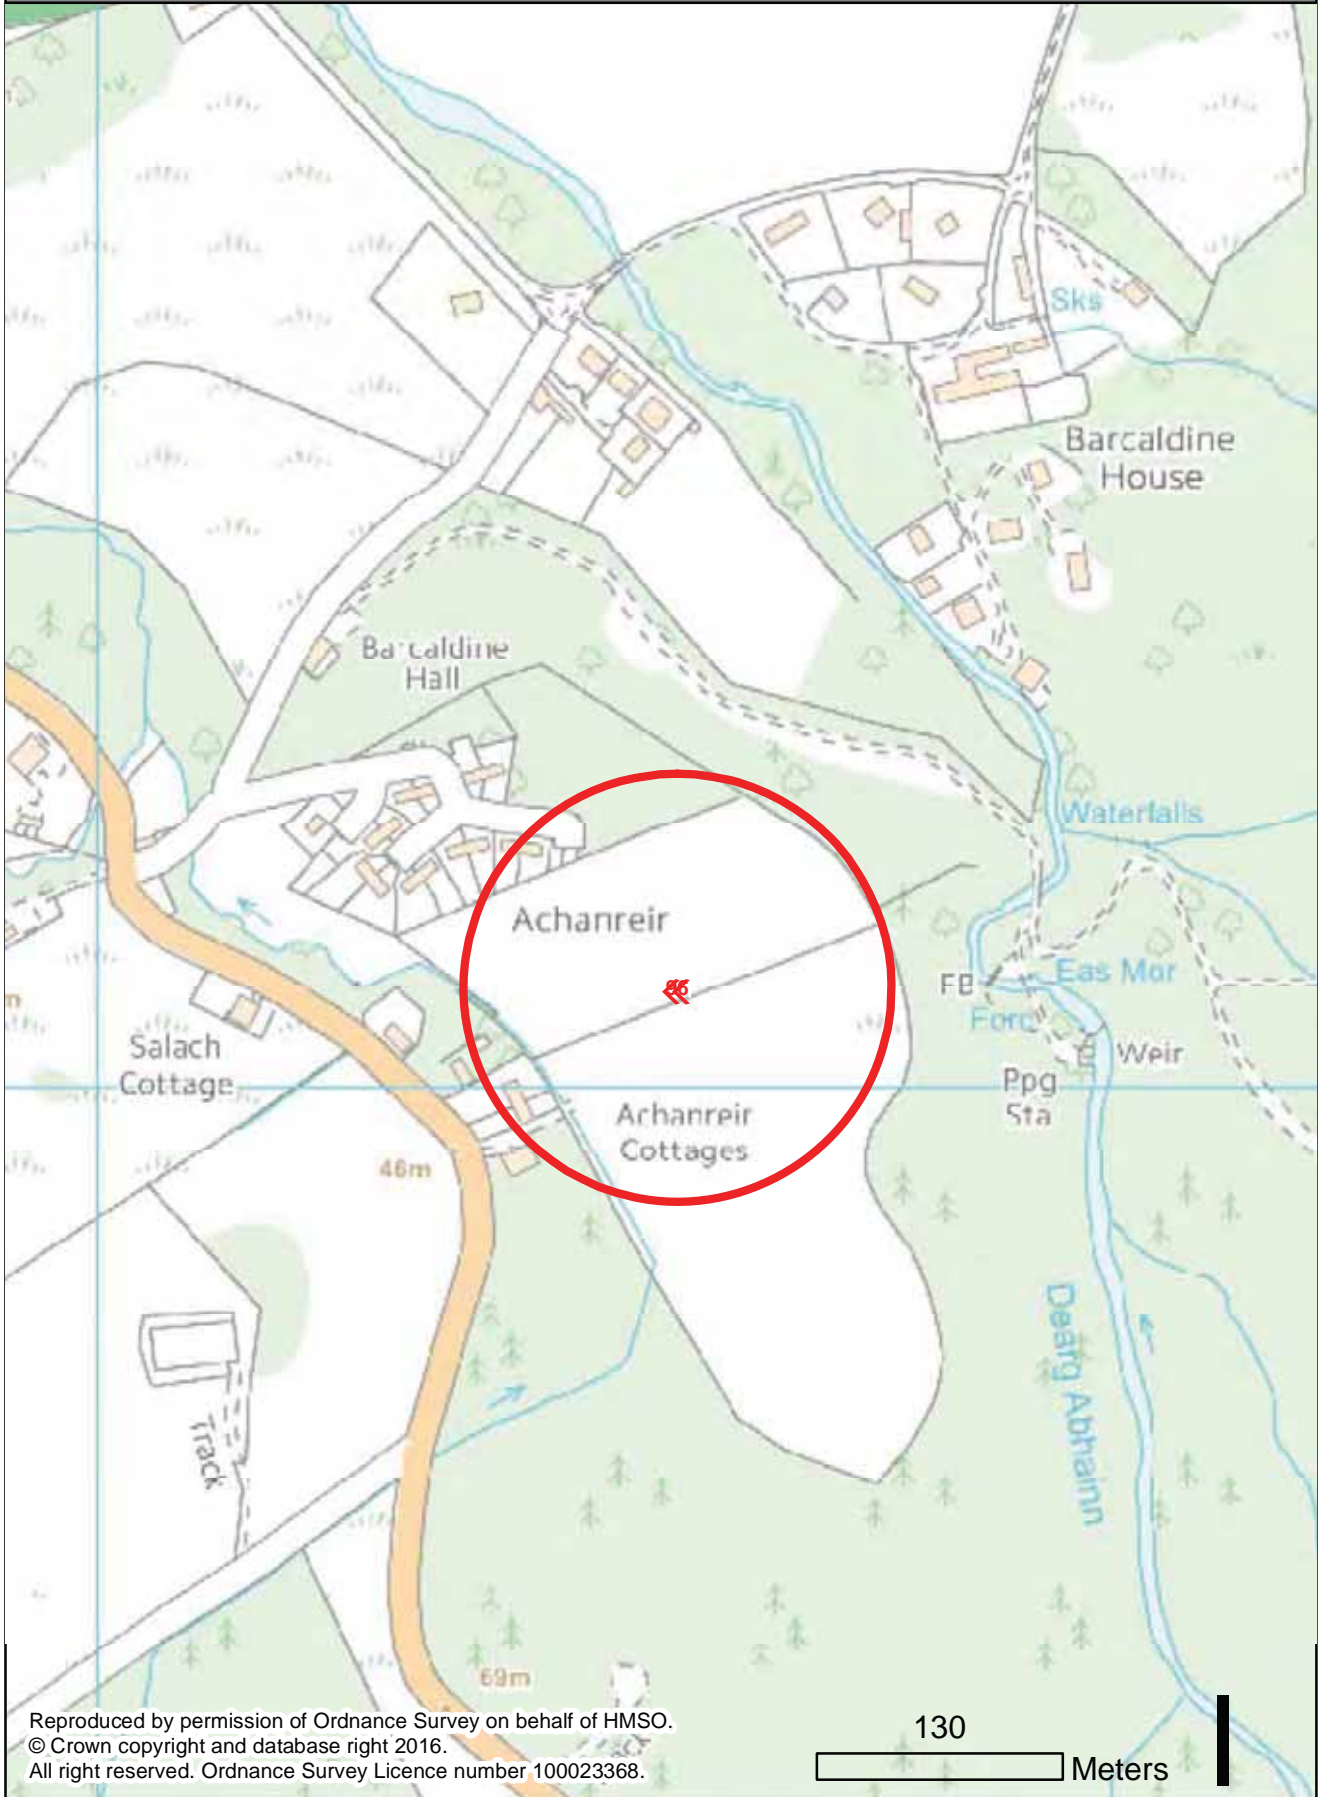 Sks
Barcaldine
House
Barcaldine
Hall
Waterfalls
Achanreir
FB
Eas Mor
Weir
Ppg
Sta
Salach
Cottage
Achanreir
Cottages
46m
Dearg Abhainn
Track
69m
Reproduced by permission of Ordnance Survey on behalf of HMSO.
© Crown copyright and database right 2016.
All right reserved. Ordnance Survey Licence number 100023368.
130
Meters